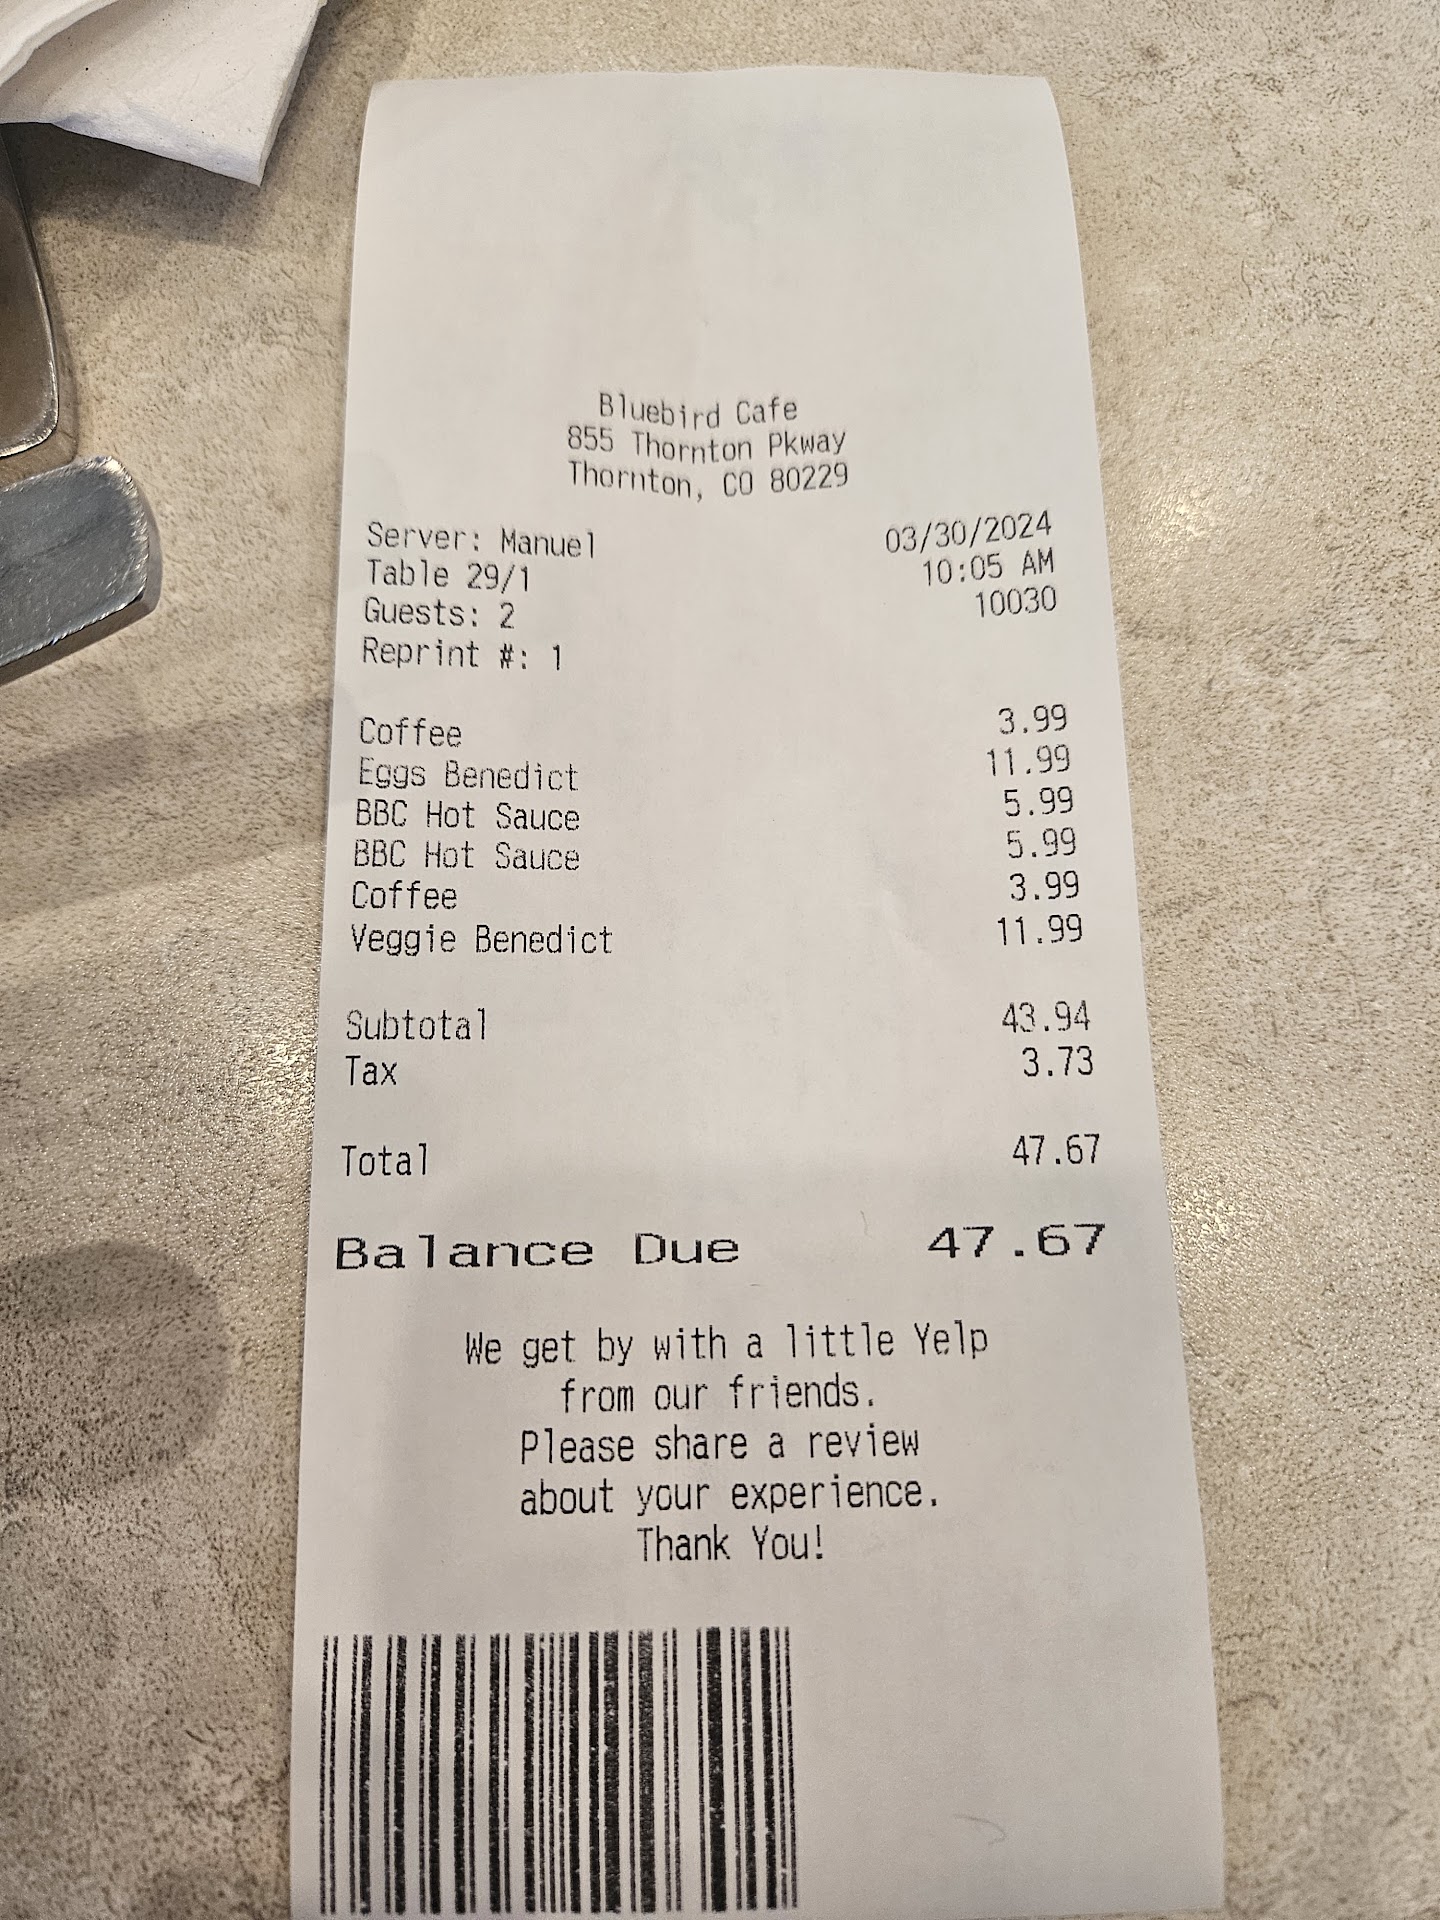 Bluebird Cafe
855 Thornton Pkway
Thornton, CO 80229
Server: Manuel 03/30/2024
Table 29/1 10:05 AM
Guests: 2 10030
Reprint #: 1
Coffee 3.99
Eggs Benedict 11.99
BBC Hot Sauce 5.99
BBC Hot Sauce 5.99
Coffee 3.99
Veggie Benedict 11.99
Subtotal 43.94
Tax 3.73
Total 47.67
Balance Due 47.67
We get by with a little Yelp
from our friends.
Please share a review
about your experience.
Thank You!